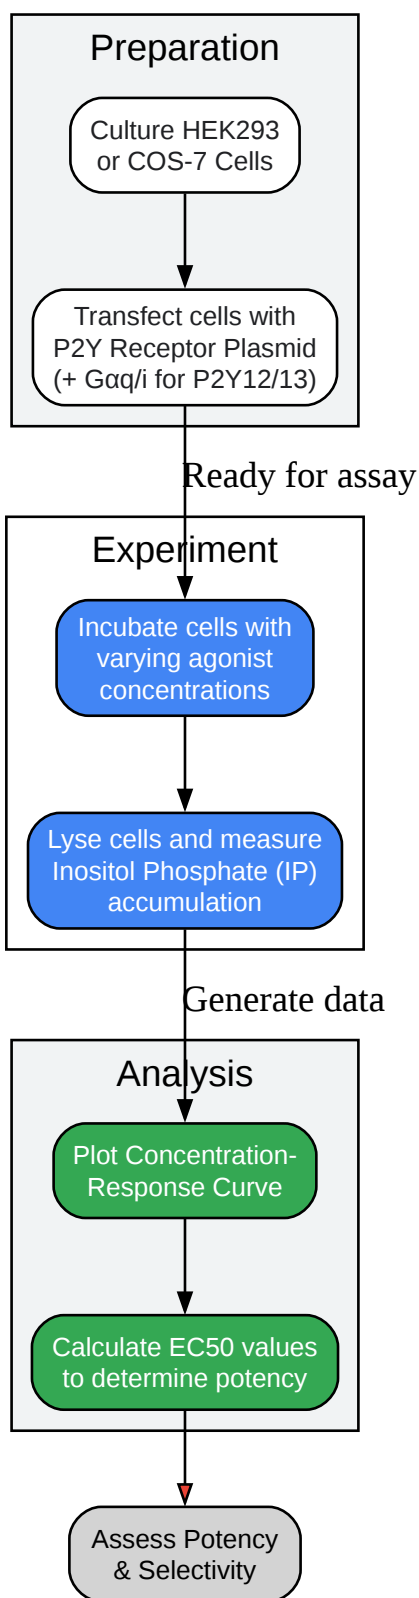 Preparation
Culture HEK293
or COS-7 Cells
Transfect cells with
P2Y Receptor Plasmid
(+ Gαq/i for P2Y12/13)
Ready for assay
Experiment
Incubate cells with
varying agonist
concentrations
Lyse cells and measure
Inositol Phosphate (IP)
accumulation
Generate data
Analysis
Plot Concentration-
Response Curve
Calculate EC50 values
to determine potency
Assess Potency
& Selectivity